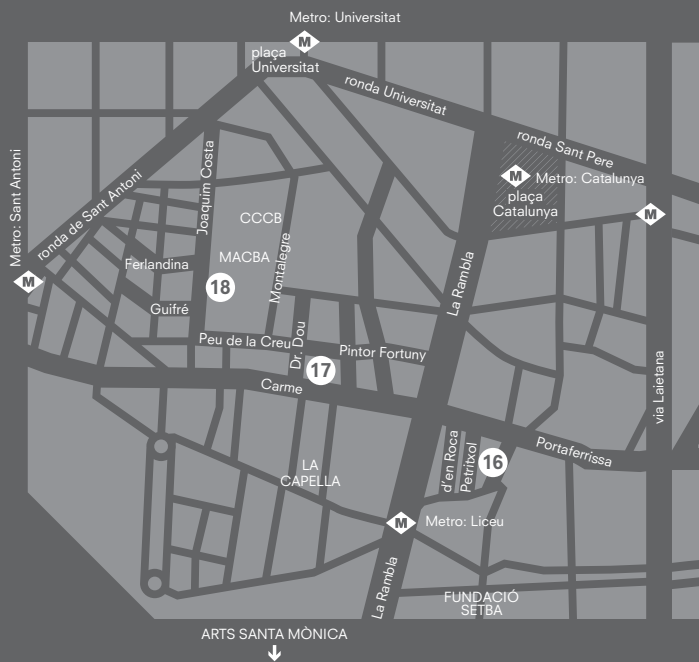 Metro: Universitat
M
plaça
Universitat
ronda Universitat
ronda Sant Pere
M
Metro: Catalunya
plaça
Catalunya
M
Metro: Sant Antoni
M
ronda de Sant Antoni
Joaquim Costa
CCCB
MACBA
Montalegre
Ferlandina
18
Guifré
La Rambla
Peu de la Creu
Dr. Dou
Pintor Fortuny
17
Carme
via Laietana
Portaferrissa
d'en Roca
Petritxol
16
LA
CAPELLA
M
Metro: Liceu
La Rambla
FUNDACIÓ
SETBA
ARTS SANTA MÒNICA